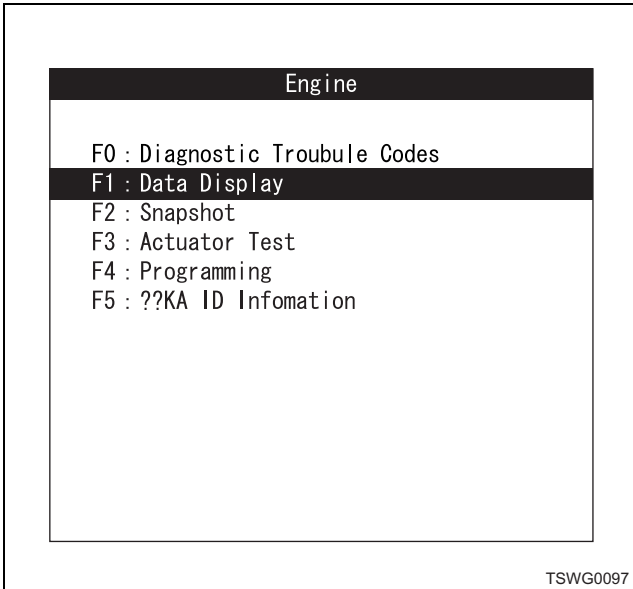 Engine
F0 : Diagnostic Troubule Codes
F1 : Data Display
F2 : Snapshot
F3 : Actuator Test
F4 : Programming
F5 : ??KA ID Infomation
TSWG0097